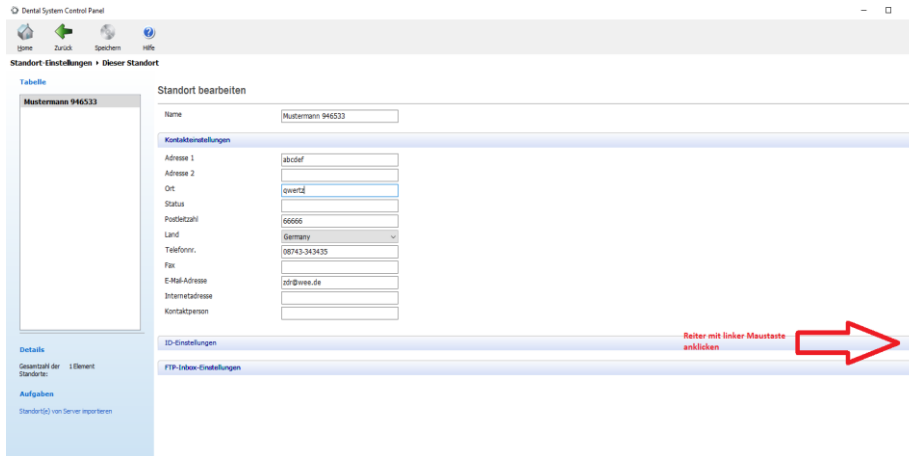 Dental System Control Panel
Home Zurück Speichern Hilfe
Standort-Einstellungen ▸ Dieser Standort
Tabelle
Mustermann 946533
Details
Gesamtzahl der 1 Element
Standorte:
Aufgaben
Standort(e) von Server importieren
Standort bearbeiten
Name Mustermann 946533
Kontakteinstellungen
Adresse 1 abcdef
Adresse 2
Ort qwertz
Status
Postleitzahl 66666
Land Germany
Telefonnr. 08743-343435
Fax
E-Mail-Adresse zdr@wee.de
Internetadresse
Kontaktperson
ID-Einstellungen
Reiter mit linker Maustaste
anklicken
FTP-Inbox-Einstellungen